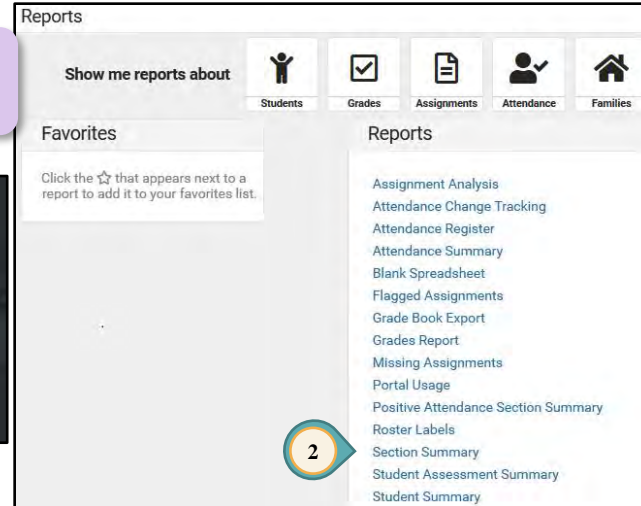 Reports
Show me reports about
Students
Grades
Assignments
Attendance
Families
Favorites
Click the ☆ that appears next to a
report to add it to your favorites list.
Reports
Assignment Analysis
Attendance Change Tracking
Attendance Register
Attendance Summary
Blank Spreadsheet
Flagged Assignments
Grade Book Export
Grades Report
Missing Assignments
Portal Usage
Positive Attendance Section Summary
Roster Labels
2
Section Summary
Student Assessment Summary
Student Summary